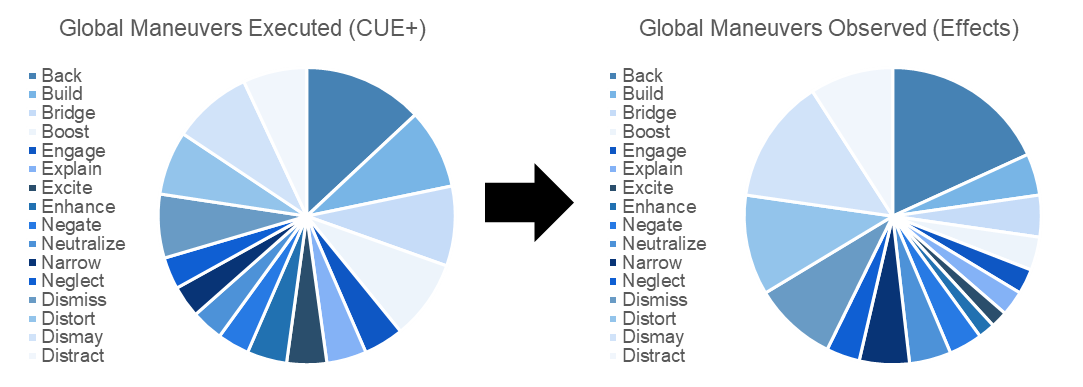 Global Maneuvers Executed (CUE+)
Back
Build
Bridge
Boost
Engage
Explain
Excite
Enhance
Negate
Neutralize
Narrow
Neglect
Dismiss
Distort
Dismay
Distract
Global Maneuvers Observed (Effects)
Back
Build
Bridge
Boost
Engage
Explain
Excite
Enhance
Negate
Neutralize
Narrow
Neglect
Dismiss
Distort
Dismay
Distract